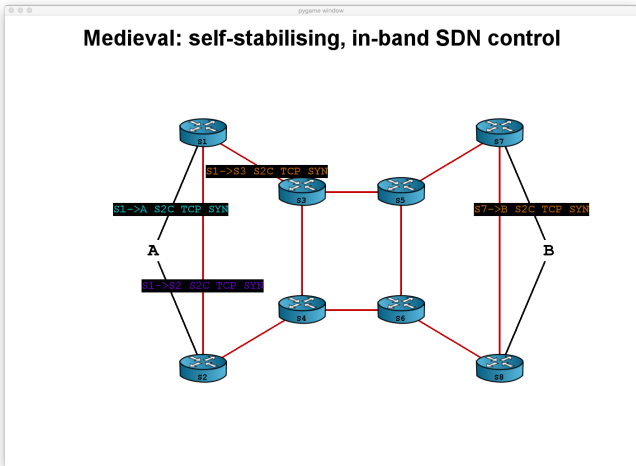 pygame window
Medieval: self-stabilising, in-band SDN control
S1
S7
S1->S3 S2C TCP SYN
S3
S5
S1->A S2C TCP SYN
S7->B S2C TCP SYN
A
B
S1->S2 S2C TCP SYN
S4
S6
S2
S8